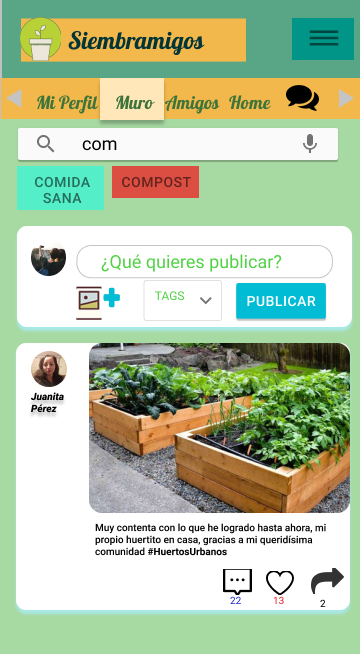 Siembramigos
Mi Perfil Muro Amigos Home
com
COMIDA
SANA
COMPOST
¿Qué quieres publicar?
TAGS
PUBLICAR
Juanita
Pérez
Muy contenta con lo que he logrado hasta ahora, mi
propio huertito en casa, gracias a mi queridísima
comunidad #HuertosUrbanos
22 13 2